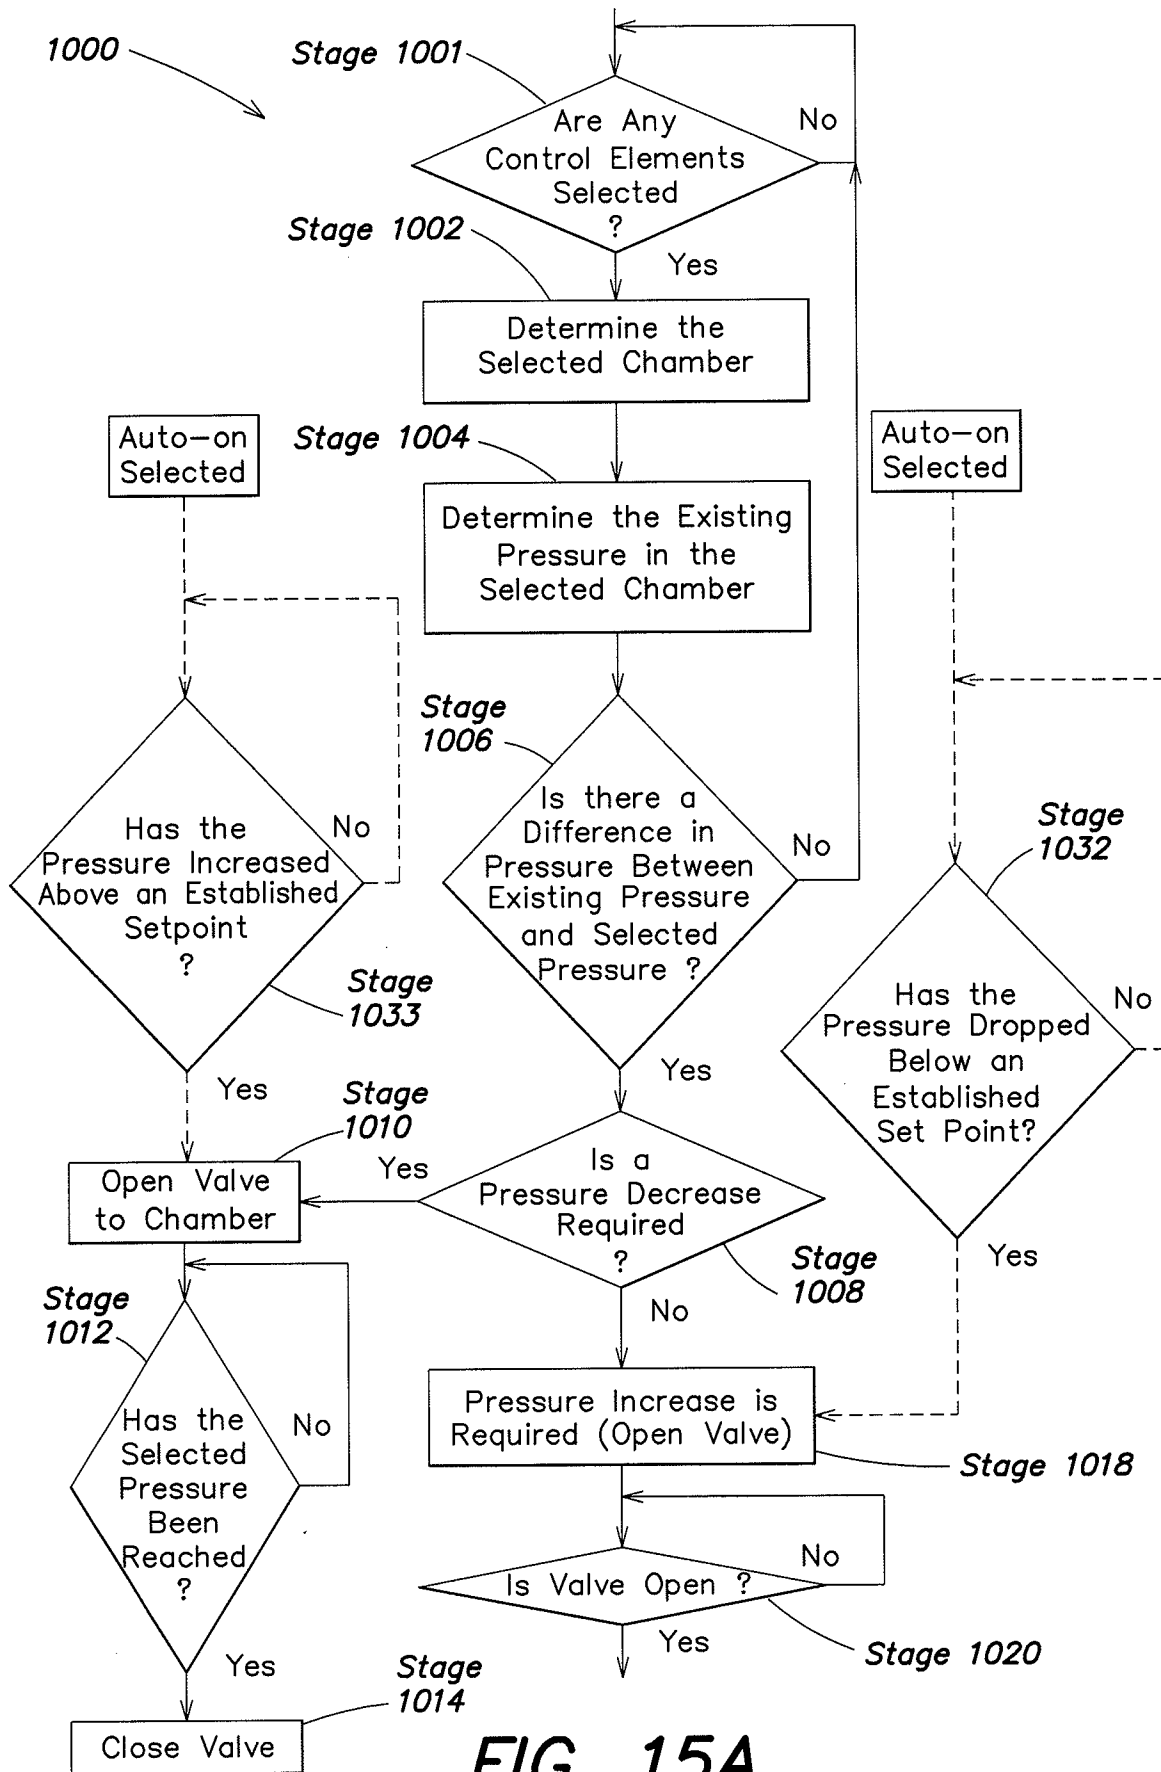 1000
Stage 1001
Are Any
Control Elements
Selected
?
No
Stage 1002
Yes
Determine the
Selected Chamber
Auto-on
Selected
Stage 1004
Auto-on
Selected
Determine the Existing
Pressure in the
Selected Chamber
Stage
1006
Is there a
Difference in
Pressure Between
Existing Pressure
and Selected
Pressure ?
No
Has the
Pressure Increased
Above an Established
Setpoint
?
No
Stage
1033
Yes
Stage
1032
Has the
Pressure Dropped
Below an
Established
Set Point?
No
Yes
Yes
Stage
1010
Open Valve
to Chamber
Yes
Is a
Pressure Decrease
Required
?
Stage
1008
No
Stage
1012
Has the
Selected
Pressure
Been
Reached
?
No
Pressure Increase is
Required (Open Valve)
Stage 1018
Is Valve Open ?
No
Yes
Stage 1020
Yes
Stage
1014
Close Valve
FIG. 15A